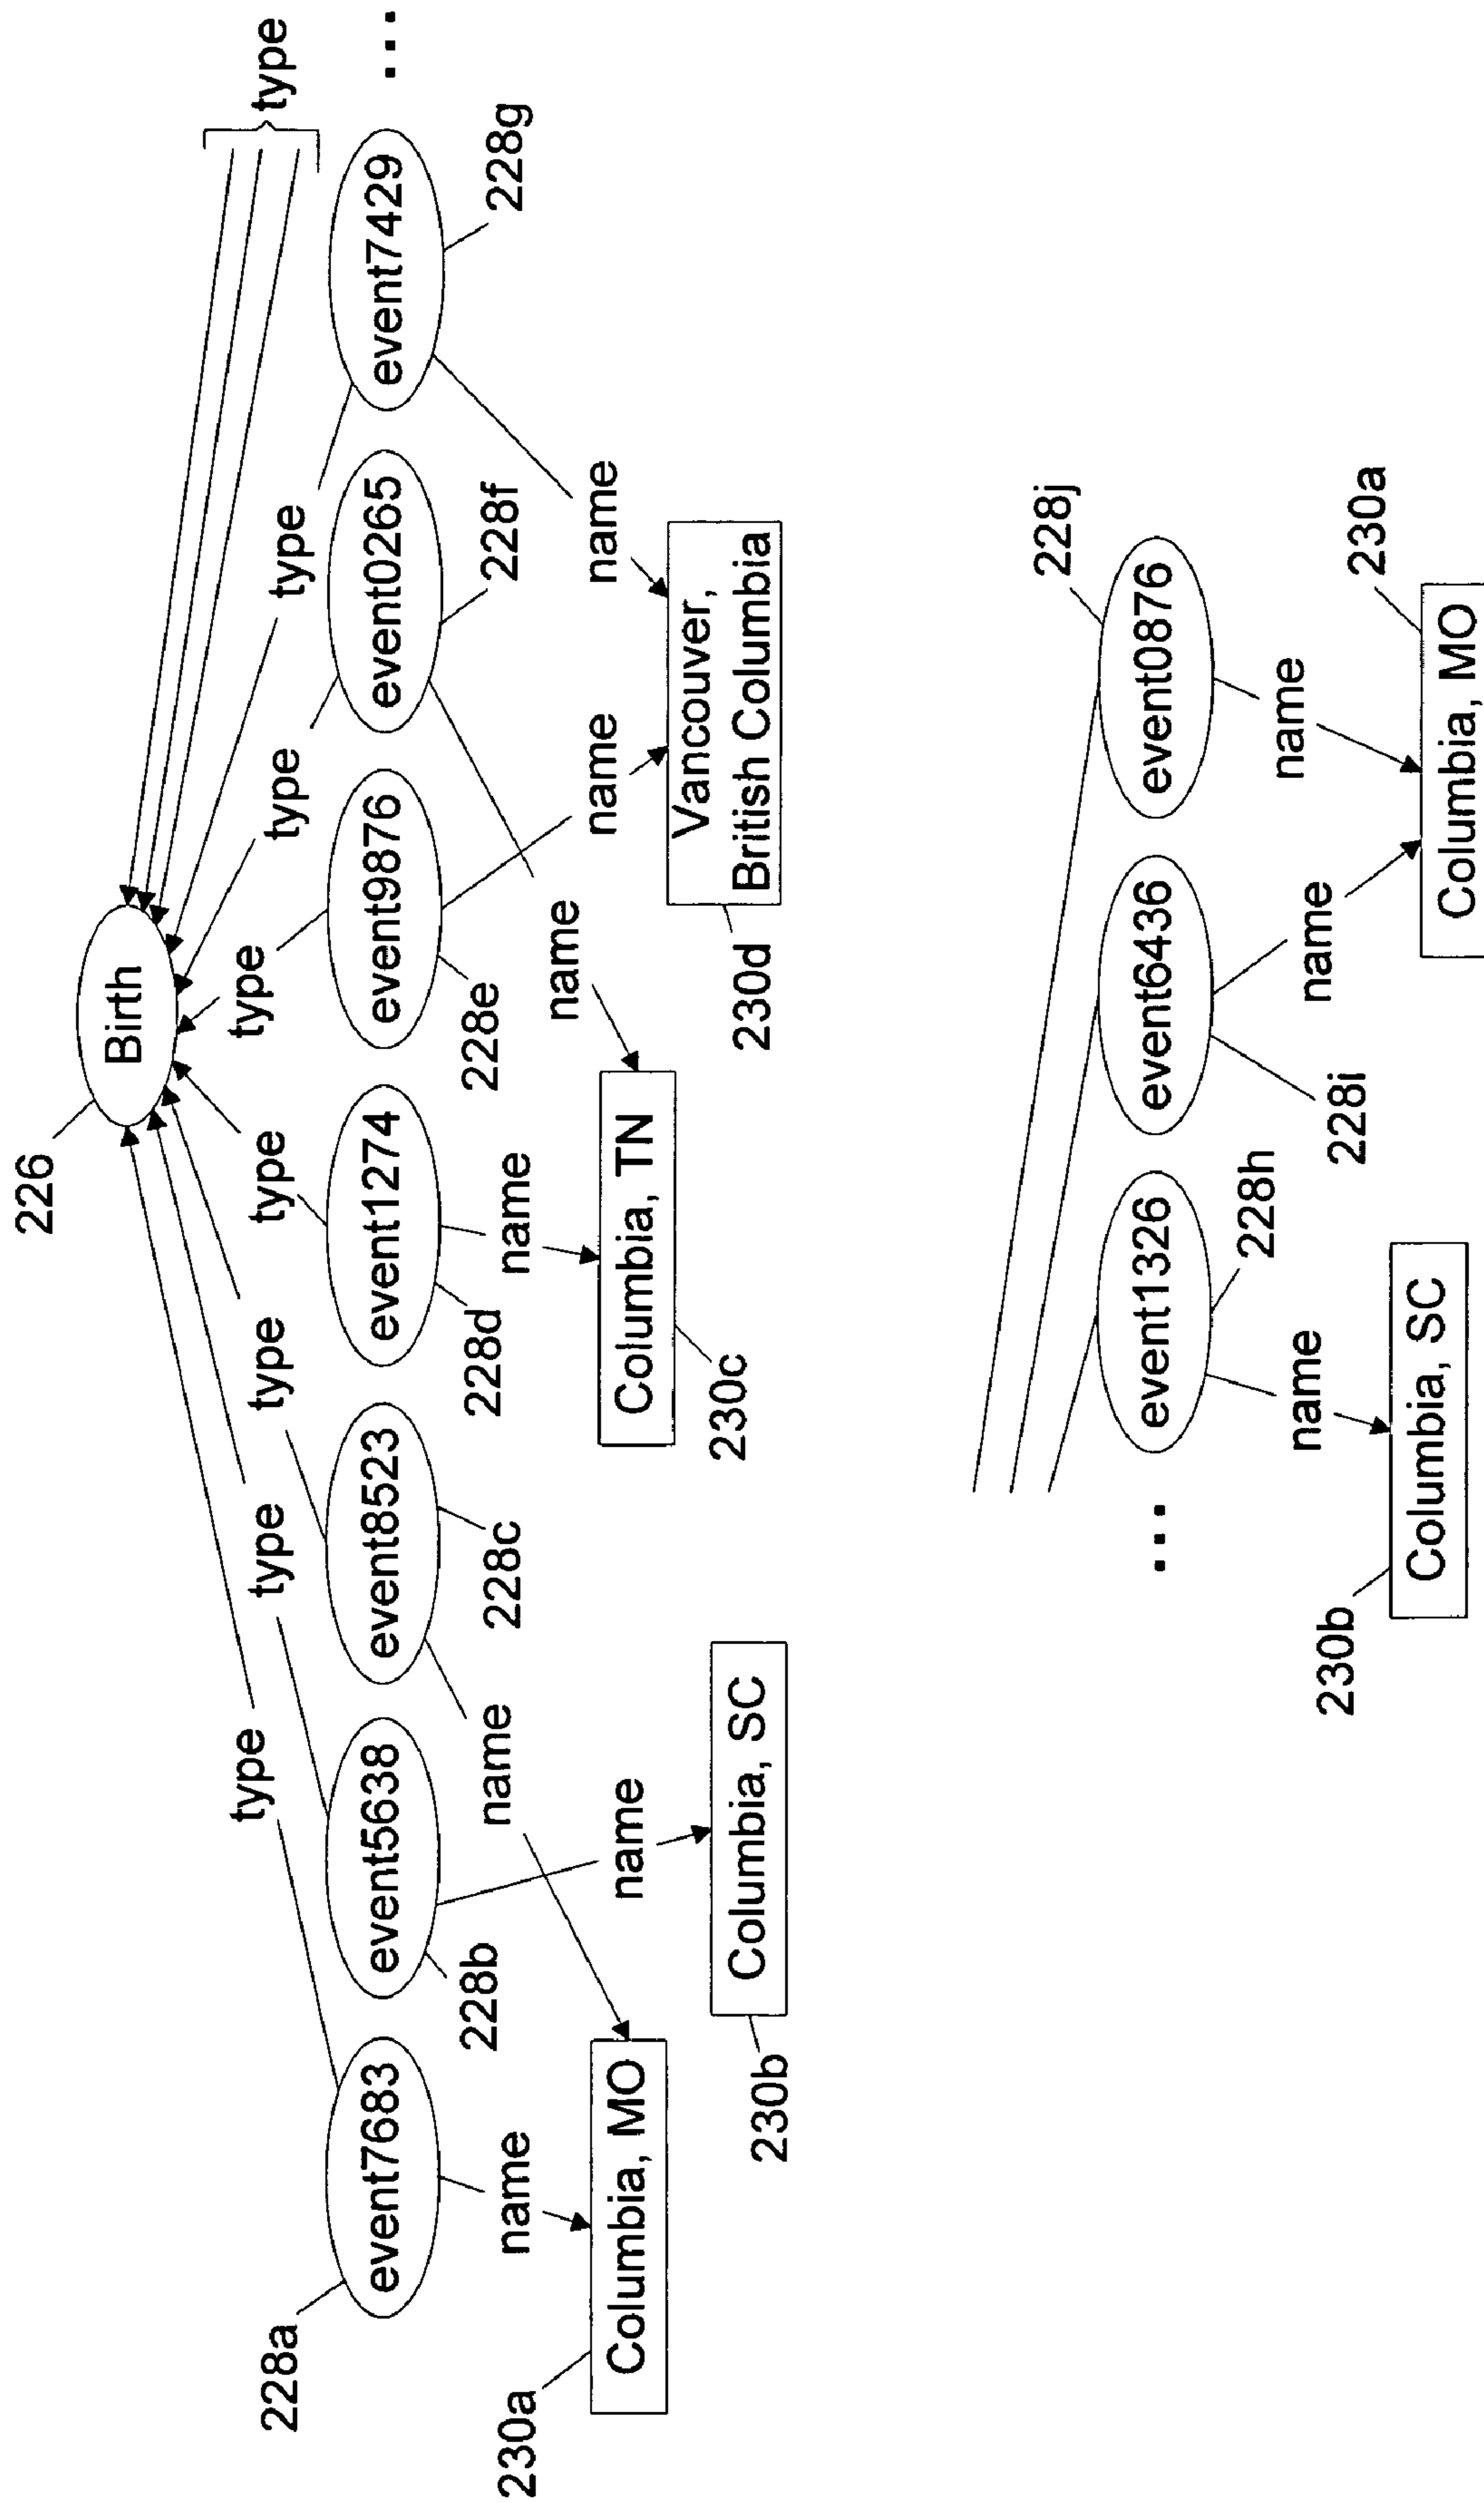 226
Birth
type
type
type
type
type
type
type
type
228a
event7683
event5638
event8523
event1274
event9876
event0265
event7429
...
228b
228c
228d
228e
228f
228g
name
name
name
name
name
name
name
230a
Columbia, MO
230b
Columbia, SC
230c
Columbia, TN
230d
Vancouver,
British Columbia
...
event1326
event6436
event0876
228h
228i
228j
name
name
name
230b
Columbia, SC
230a
Columbia, MO